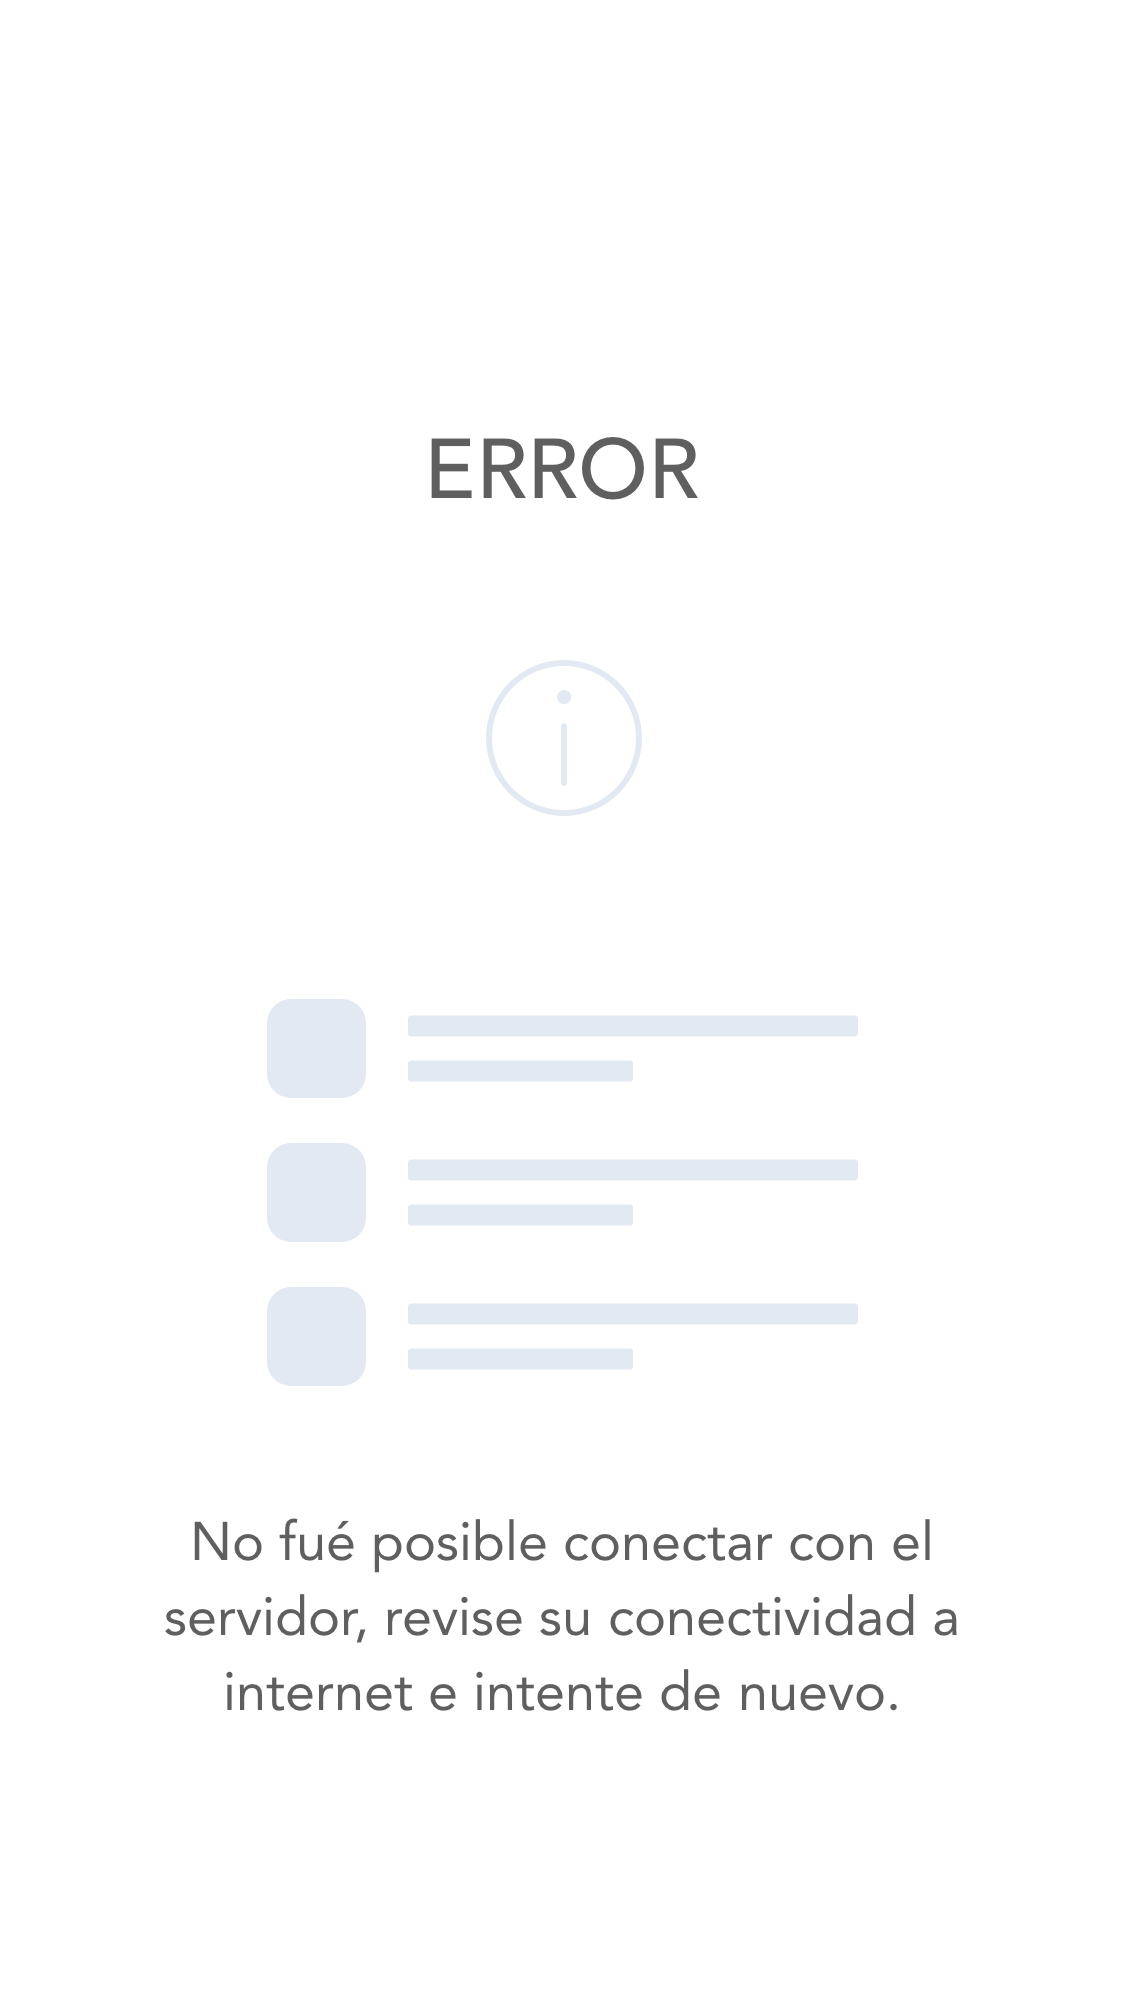 ERROR
No fué posible conectar con el
servidor, revise su conectividad a
internet e intente de nuevo.